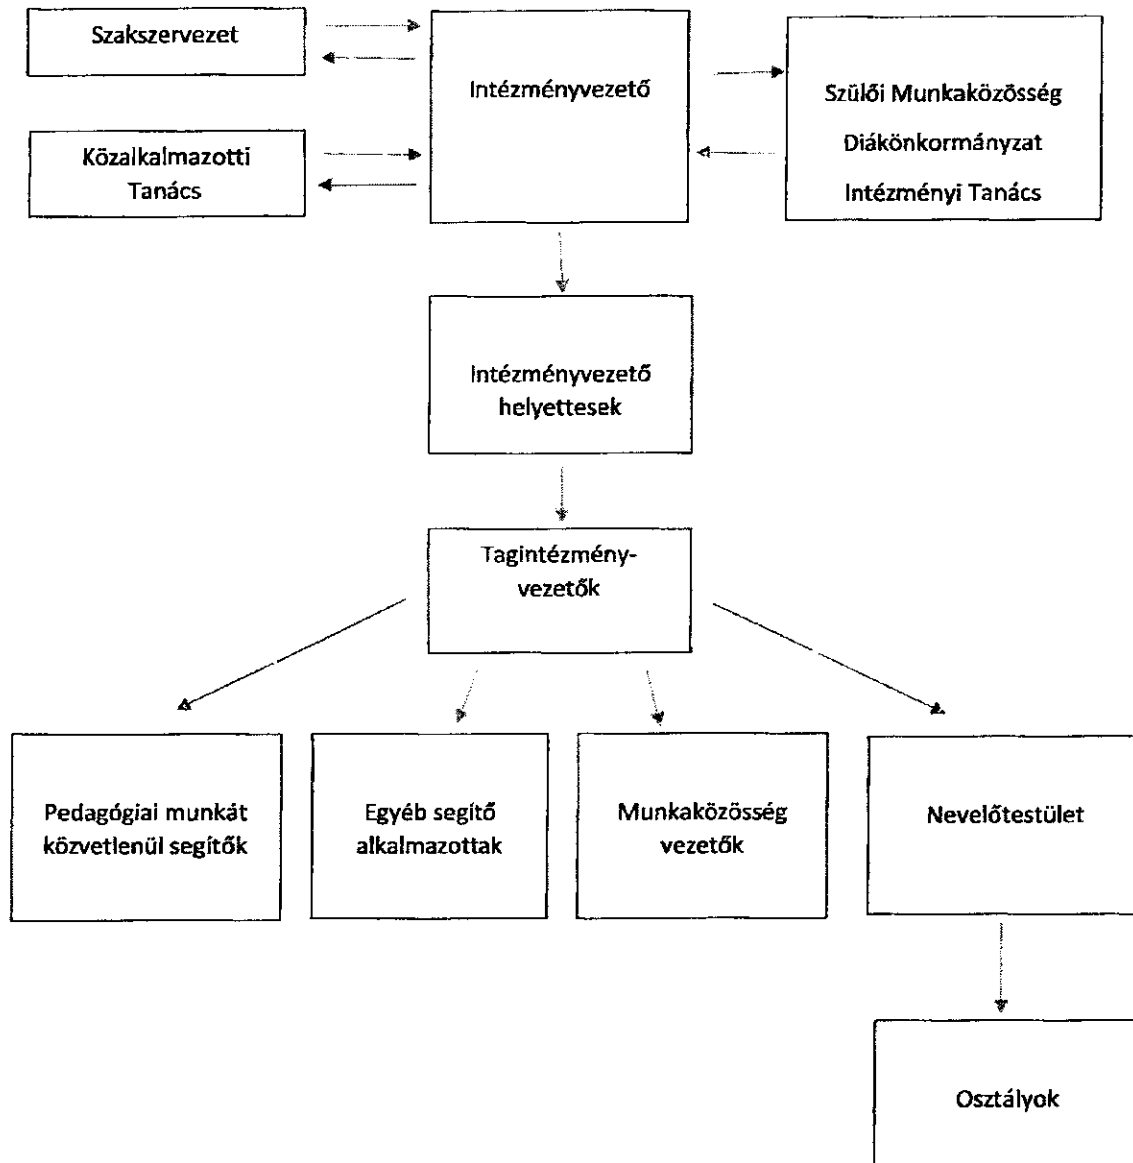 Szakszervezet
Intézményvezető
Szülői Munkaközösség
Diákönkormányzat
Intézményi Tanács
Közalkalmazotti
Tanács
Intézményvezető
helyettesek
Tagintézmény-
vezetők
Pedagógiai munkát
közvetlenül segítők
Egyéb segítő
alkalmazottak
Munkaközösség
vezetők
Nevelőtestület
Osztályok